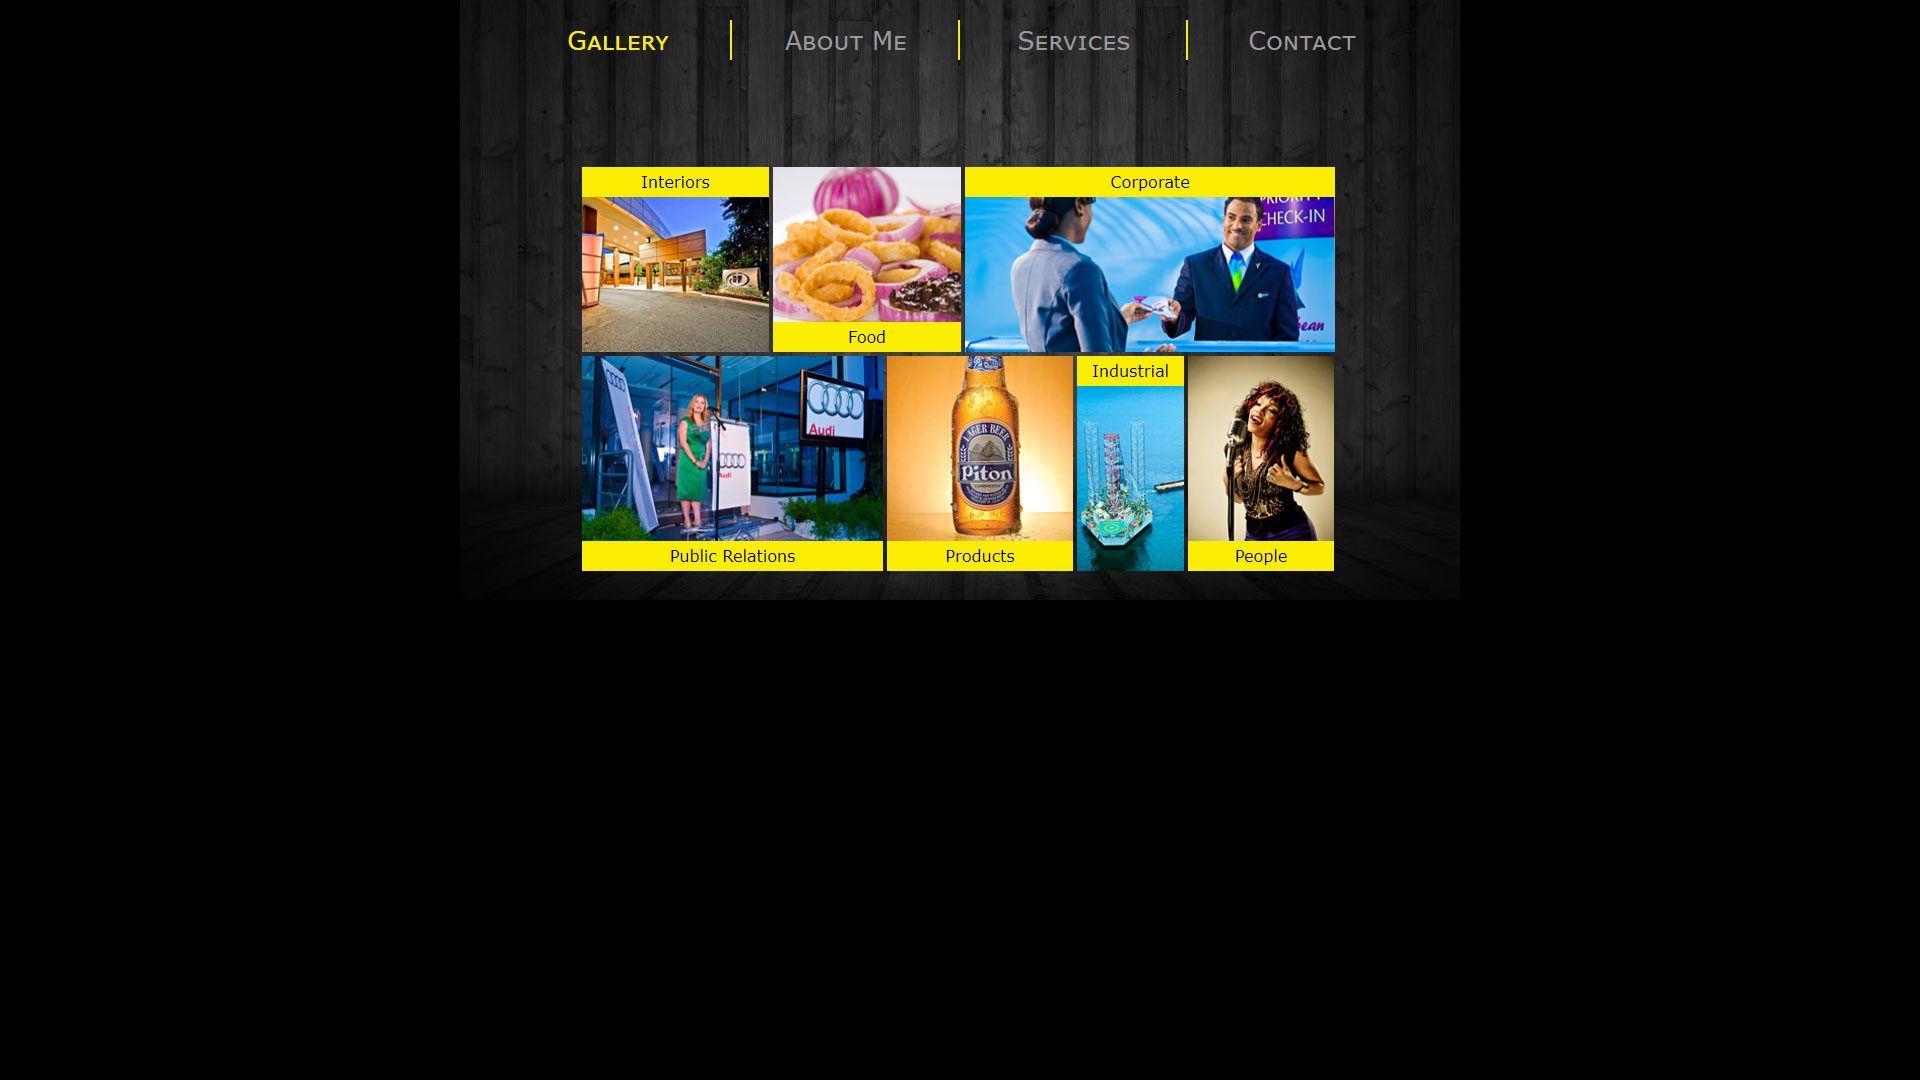 GALLERY
ABOUT ME
SERVICES
CONTACT
Interiors
Corporate
CHECK-IN
Food
Industrial
Audi
Audi
LAGER BEER
Piton
Public Relations
Products
People